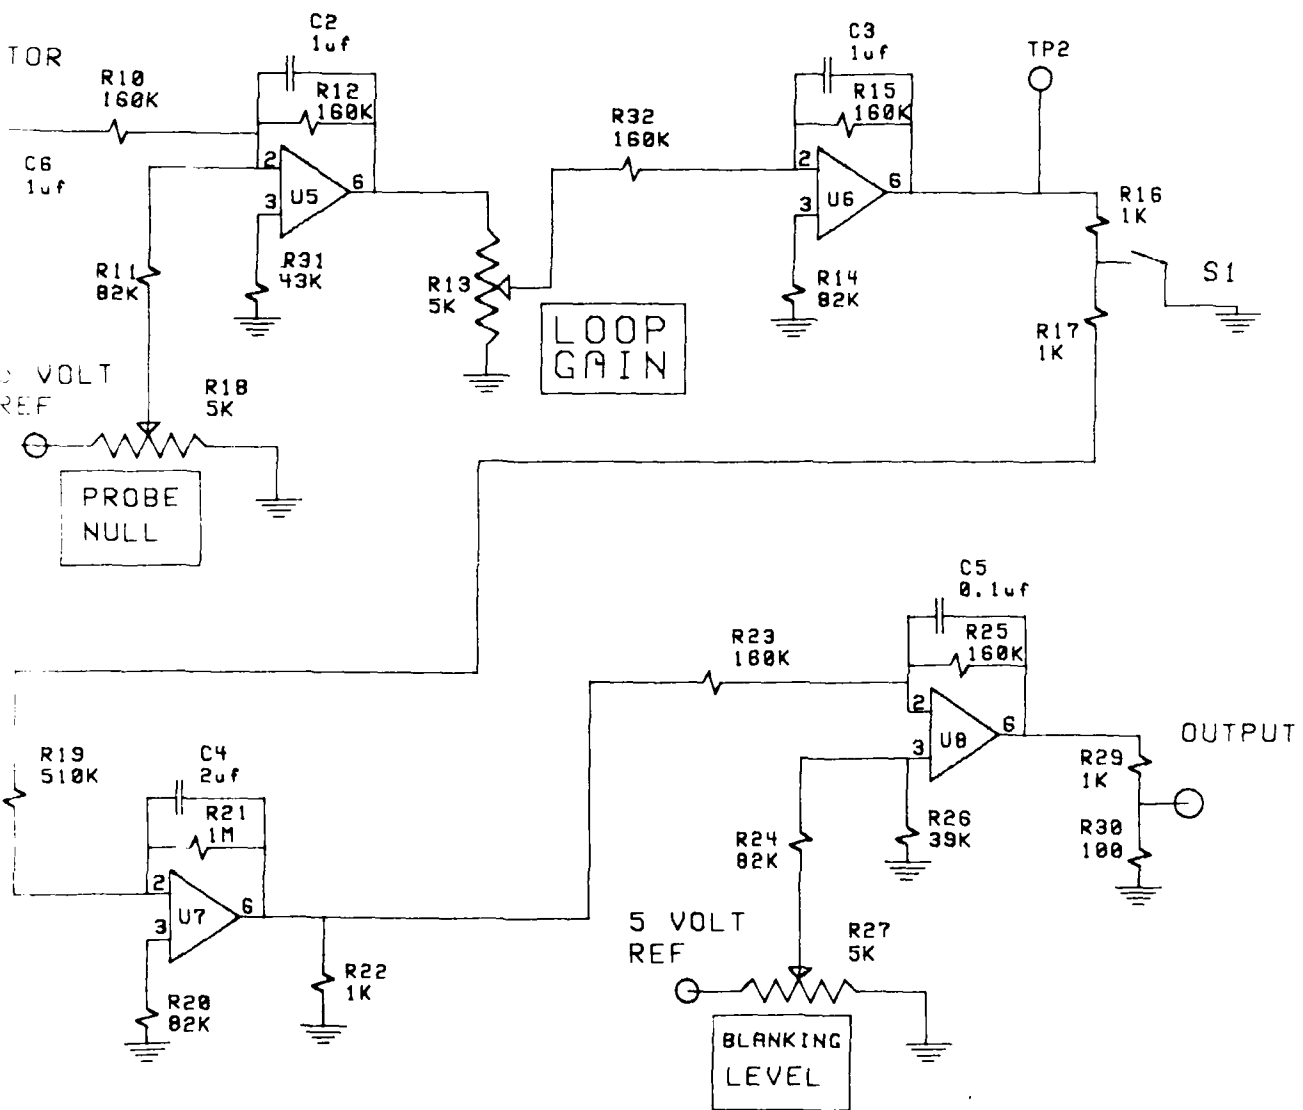 C2
1uf
C3
1uf
TP2
TOR
R10
160K
R12
160K
R15
160K
R32
160K
C6
1uf
2
3
U5
6
2
3
U6
6
R16
1K
R11
82K
R31
43K
R13
5K
R14
82K
S1
LOOP
GAIN
R17
1K
VOLT
REF
R18
5K
PROBE
NULL
C5
0.1uf
R23
160K
R25
160K
2
3
U8
6
OUTPUT
R19
510K
C4
2uf
R21
1M
R29
1K
R24
82K
R26
39K
R30
100
2
3
U7
6
5 VOLT
REF
R27
5K
R22
1K
R20
82K
BLANKING
LEVEL